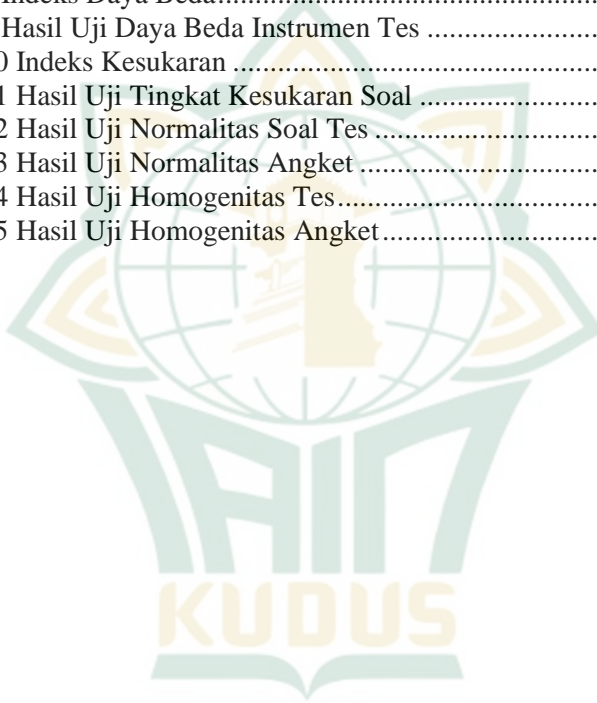 Indeks Daya Beda.......................................................
Hasil Uji Daya Beda Instrumen Tes ........................
0 Indeks Kesukaran ....................................................
1 Hasil Uji Tingkat Kesukaran Soal .........................
2 Hasil Uji Normalitas Soal Tes ................................
3 Hasil Uji Normalitas Angket ..................................
4 Hasil Uji Homogenitas Tes.....................................
5 Hasil Uji Homogenitas Angket...............................
IAIN
KUDUS